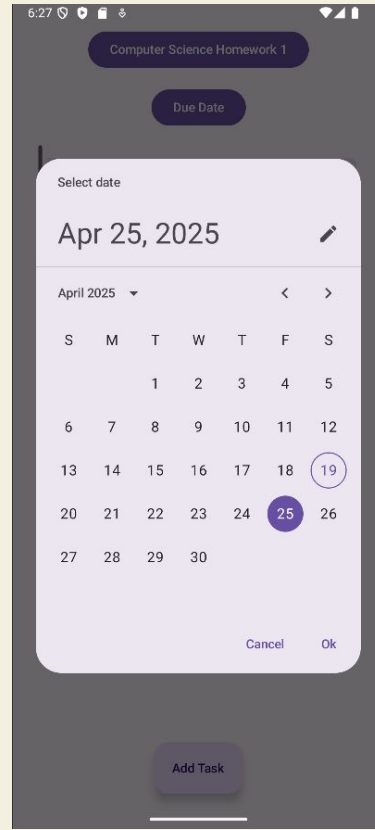 6:27
Computer Science Homework 1
Due Date
Select date
Apr 25, 2025
April 2025
S M T W T F S
1 2 3 4 5
6 7 8 9 10 11 12
13 14 15 16 17 18 19
20 21 22 23 24 25 26
27 28 29 30
Cancel Ok
Add Task